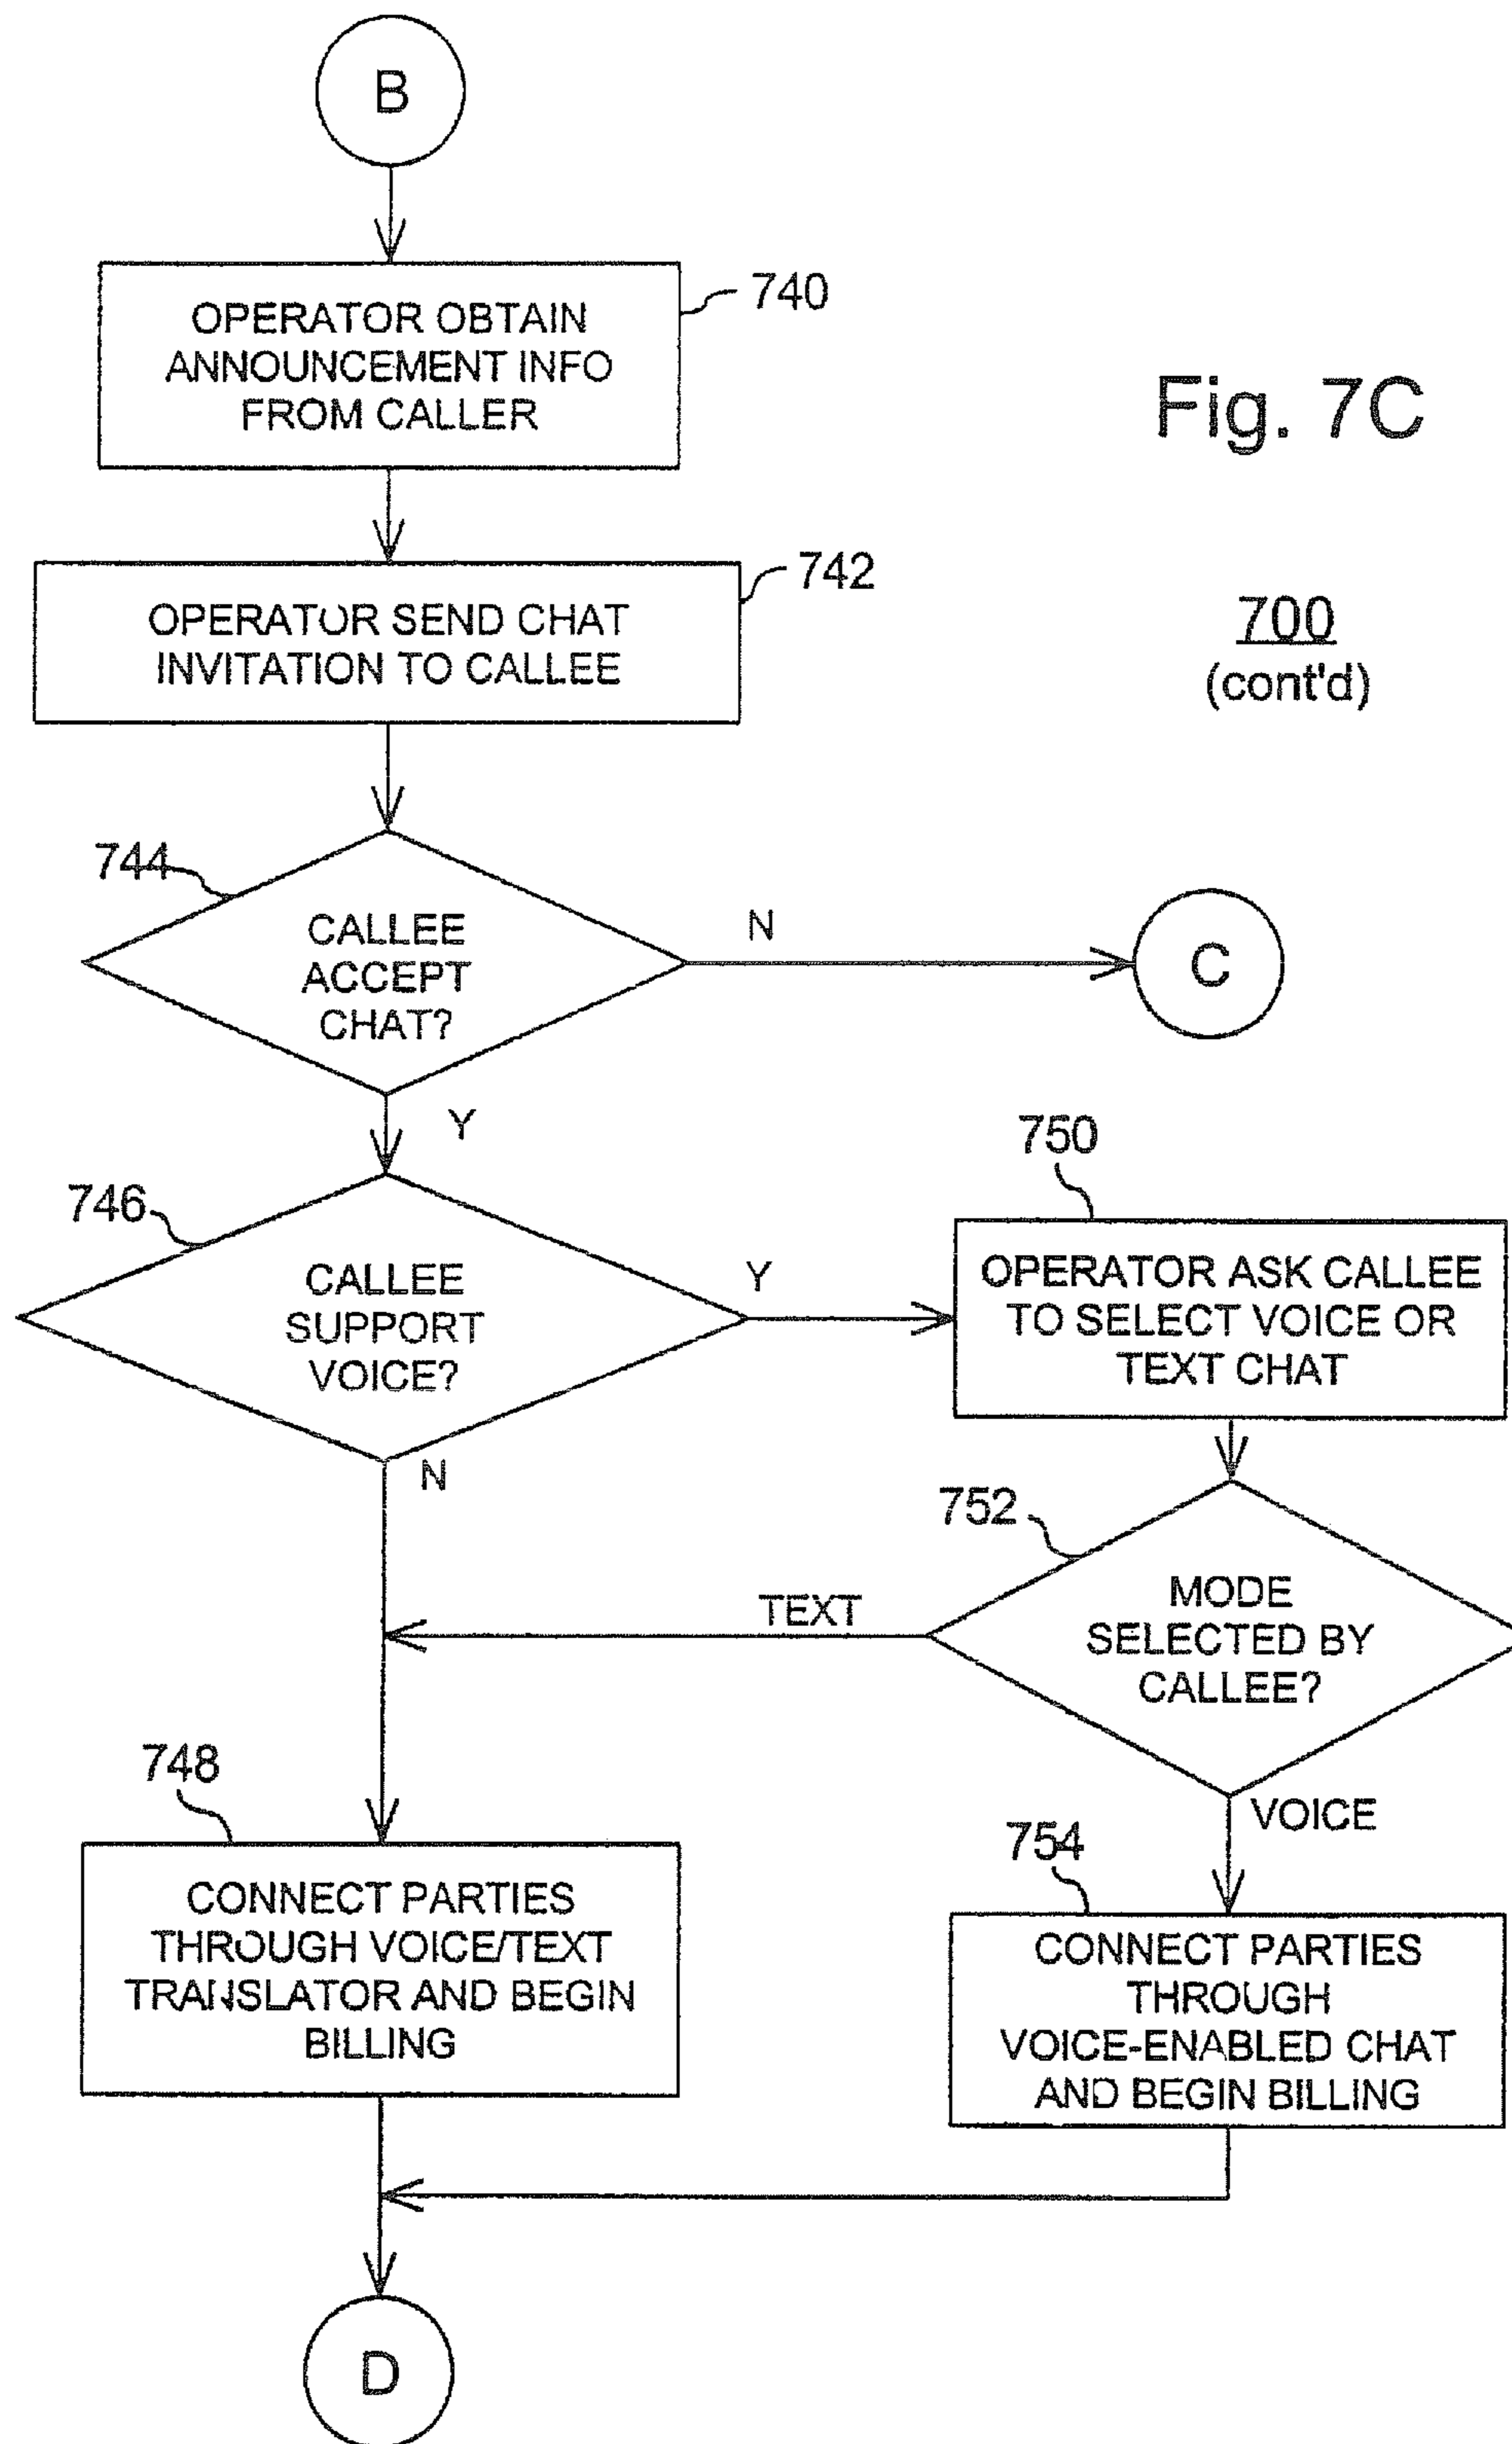 B
740
OPERATOR OBTAIN
ANNOUNCEMENT INFO
FROM CALLER
Fig. 7C
742
OPERATOR SEND CHAT
INVITATION TO CALLEE
700
(cont'd)
744
CALLEE
ACCEPT
CHAT?
N
C
Y
746
CALLEE
SUPPORT
VOICE?
Y
750
OPERATOR ASK CALLEE
TO SELECT VOICE OR
TEXT CHAT
N
752
MODE
SELECTED BY
CALLEE?
TEXT
VOICE
748
CONNECT PARTIES
THROUGH VOICE/TEXT
TRANSLATOR AND BEGIN
BILLING
754
CONNECT PARTIES
THROUGH
VOICE-ENABLED CHAT
AND BEGIN BILLING
D